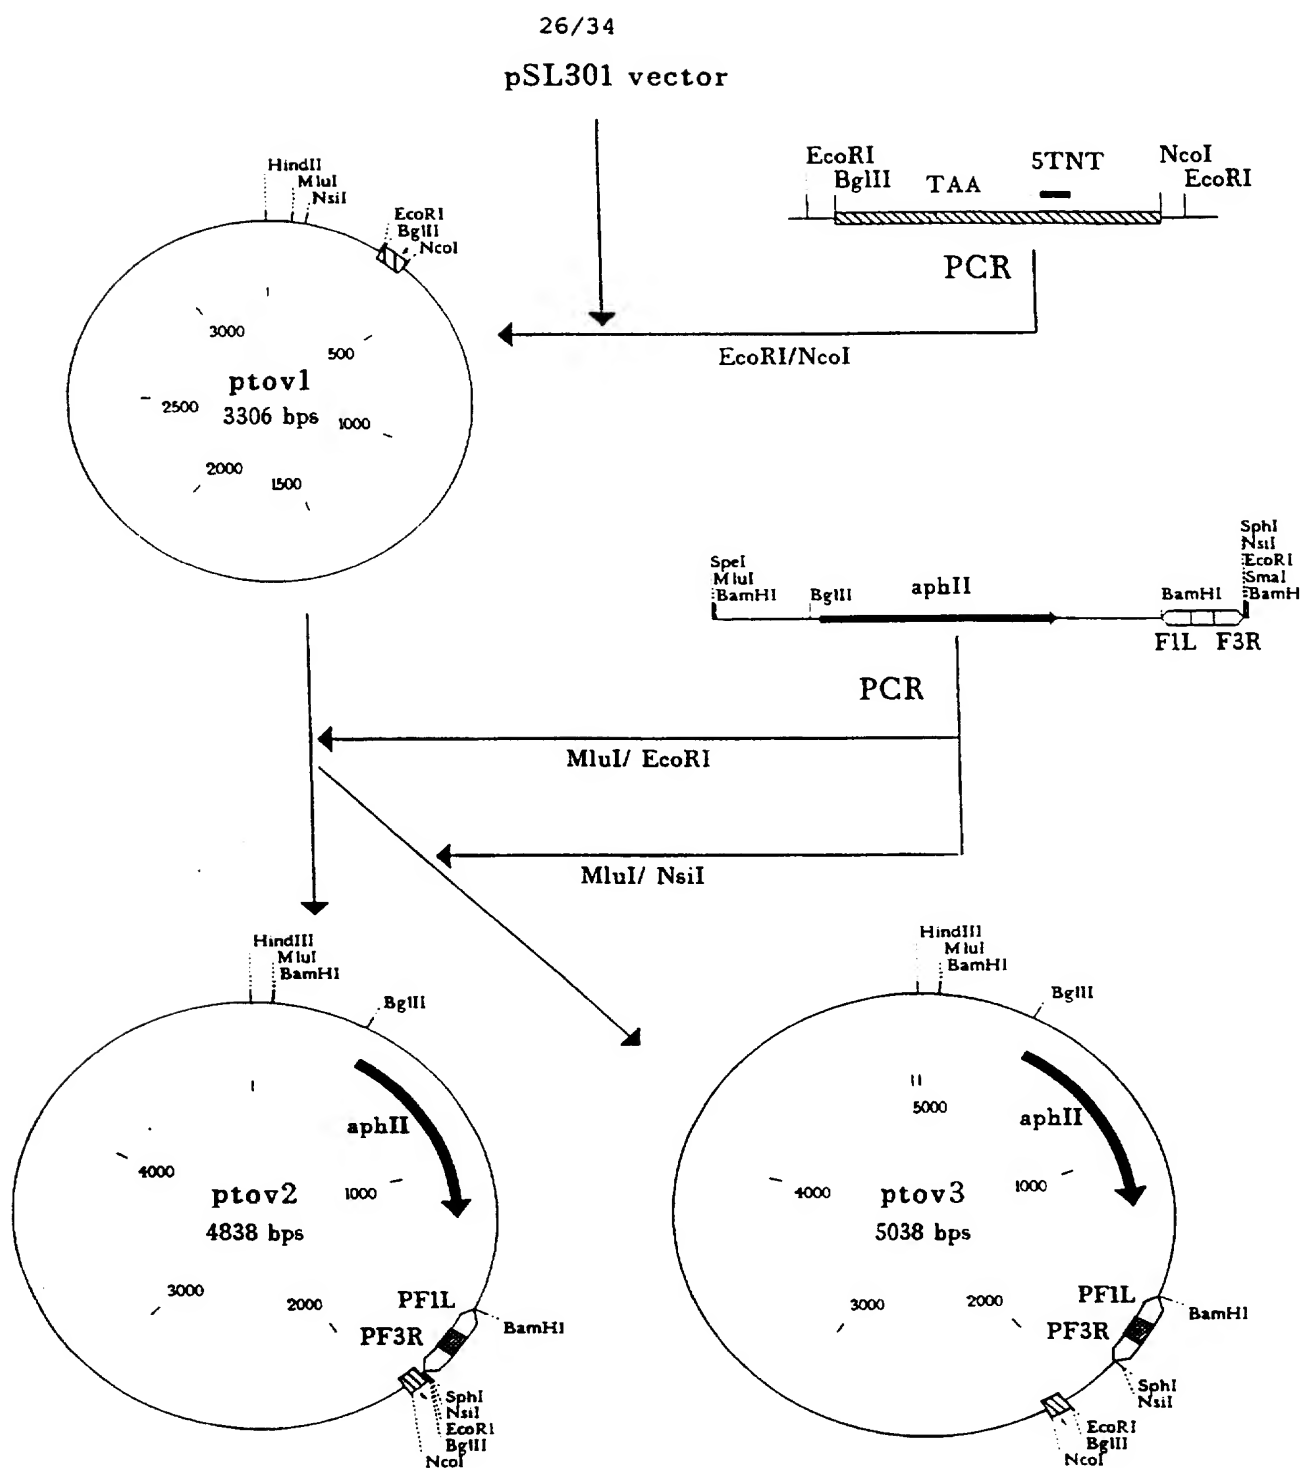 26/34
pSL301 vector
HindII
MluI
NsiI
EcoRI
BglII
NcoI
EcoRI
BglII
TAA
5TNT
NcoI
EcoRI
PCR
EcoRI/NcoI
3000
500
ptov1
3306 bps
2500
1000
2000
1500
SpeI
MluI
BamHI
BglII
aphII
BamHI
SphI
NsiI
EcoRI
SmaI
BamH
F1L
F3R
PCR
MluI/ EcoRI
MluI/ NsiI
HindIII
MluI
BamHI
BglII
aphII
4000
1000
ptov2
4838 bps
3000
2000
PF1L
PF3R
BamHI
SphI
NsiI
EcoRI
BglII
NcoI
HindIII
MluI
BamHI
BglII
5000
aphII
4000
1000
ptov3
5038 bps
3000
2000
PF1L
PF3R
BamHI
SphI
NsiI
EcoRI
BglII
NcoI